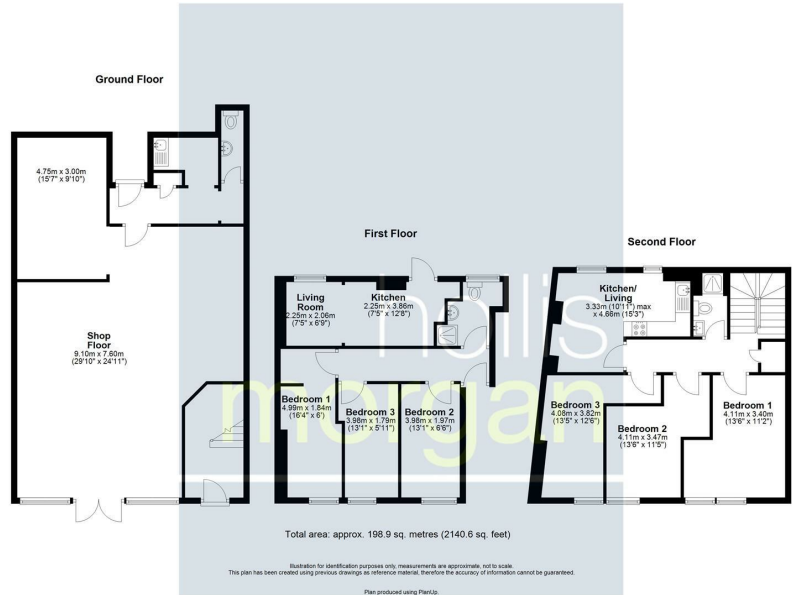 Ground Floor
4.75m x 3.00m
(15'7" x 9'10")
Shop
Floor
9.10m x 7.60m
(29'10" x 24'11")
First Floor
Living
Room
2.25m x 2.06m
(7'5" x 6'9")
Kitchen
2.25m x 3.86m
(7'5" x 12'8")
Bedroom 1
4.99m x 1.84m
(16'4" x 6')
Bedroom 3
3.98m x 1.79m
(13'1" x 5'11")
Bedroom 2
3.98m x 1.97m
(13'1" x 6'6")
Second Floor
Kitchen/
Living
3.33m (10'11") max
x 4.66m (15'3")
Bedroom 3
4.08m x 3.82m
(13'5" x 12'6")
Bedroom 2
4.11m x 3.47m
(13'6" x 11'5")
Bedroom 1
4.11m x 3.40m
(13'6" x 11'2")
hollis
morgan
Total area: approx. 198.9 sq. metres (2140.6 sq. feet)
Illustration for identification purposes only, measurements are approximate, not to scale.
This plan has been created using previous drawings as reference material, therefore the accuracy of information cannot be guaranteed.
Plan produced using PlanUp.